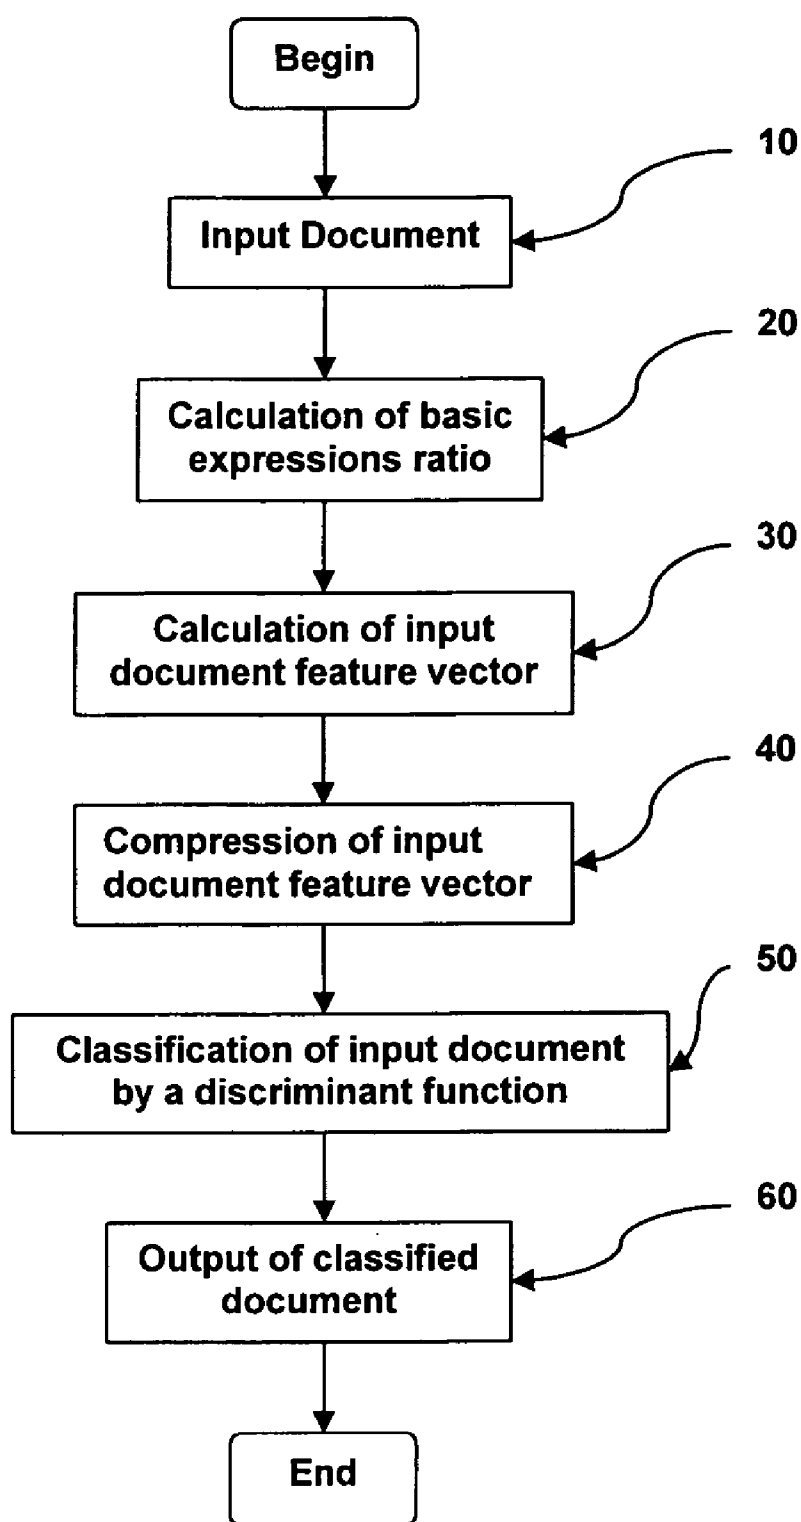 Begin
10
Input Document
20
Calculation of basic
expressions ratio
30
Calculation of input
document feature vector
40
Compression of input
document feature vector
50
Classification of input document
by a discriminant function
60
Output of classified
document
End